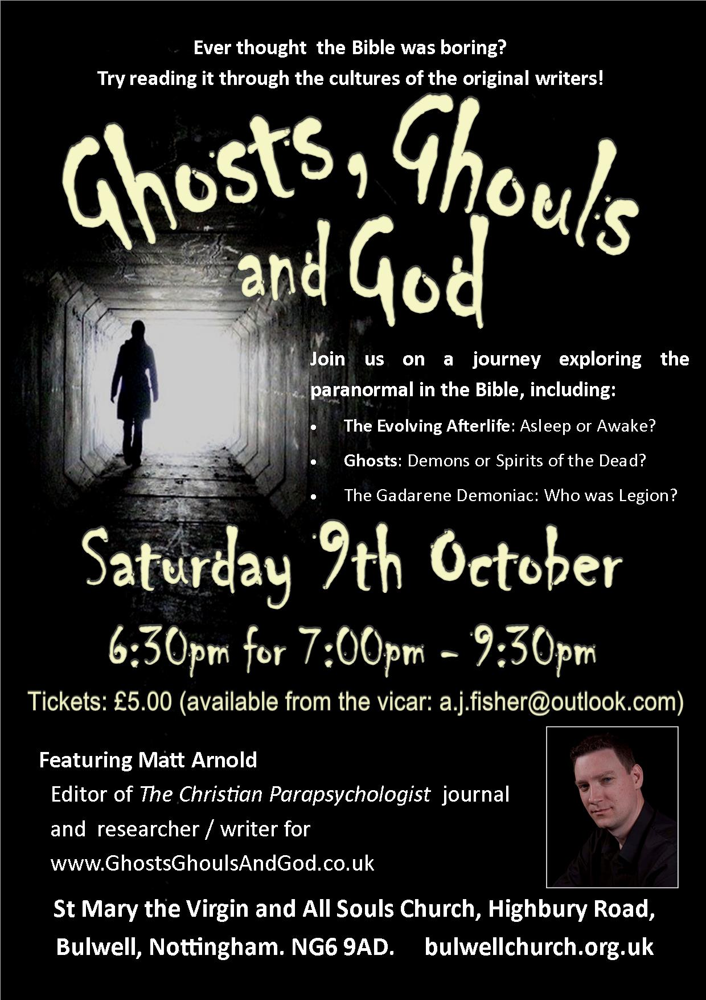 Ever thought the Bible was boring?
Try reading it through the cultures of the original writers!
Ghosts, Ghouls
and God
Join us on a journey exploring the
paranormal in the Bible, including:
• The Evolving Afterlife: Asleep or Awake?
• Ghosts: Demons or Spirits of the Dead?
• The Gadarene Demoniac: Who was Legion?
Saturday 9th October
6:30pm for 7:00pm - 9:30pm
Tickets: £5.00 (available from the vicar: a.j.fisher@outlook.com)
Featuring Matt Arnold
Editor of The Christian Parapsychologist journal
and researcher / writer for
www.GhostsGhoulsAndGod.co.uk
St Mary the Virgin and All Souls Church, Highbury Road,
Bulwell, Nottingham. NG6 9AD. bulwellchurch.org.uk